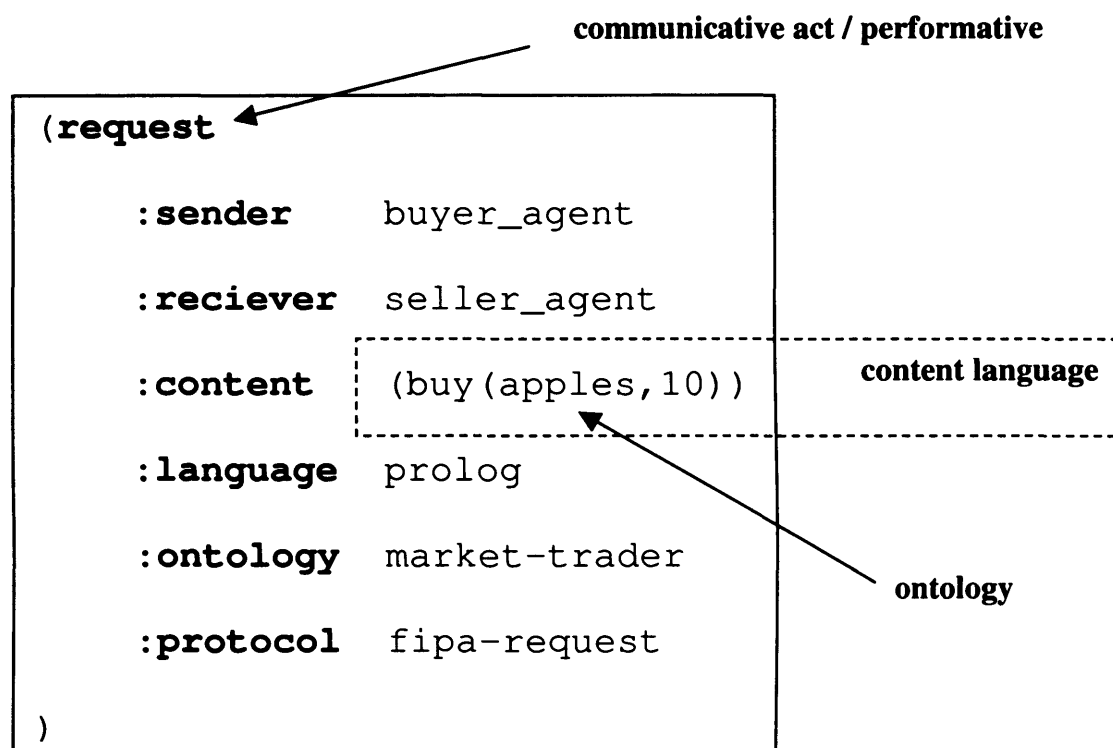 communicative act / performative
(request
:sender buyer_agent
:reciever seller_agent
:content (buy(apples,10))
content language
:language prolog
:ontology market-trader
ontology
:protocol fipa-request
)